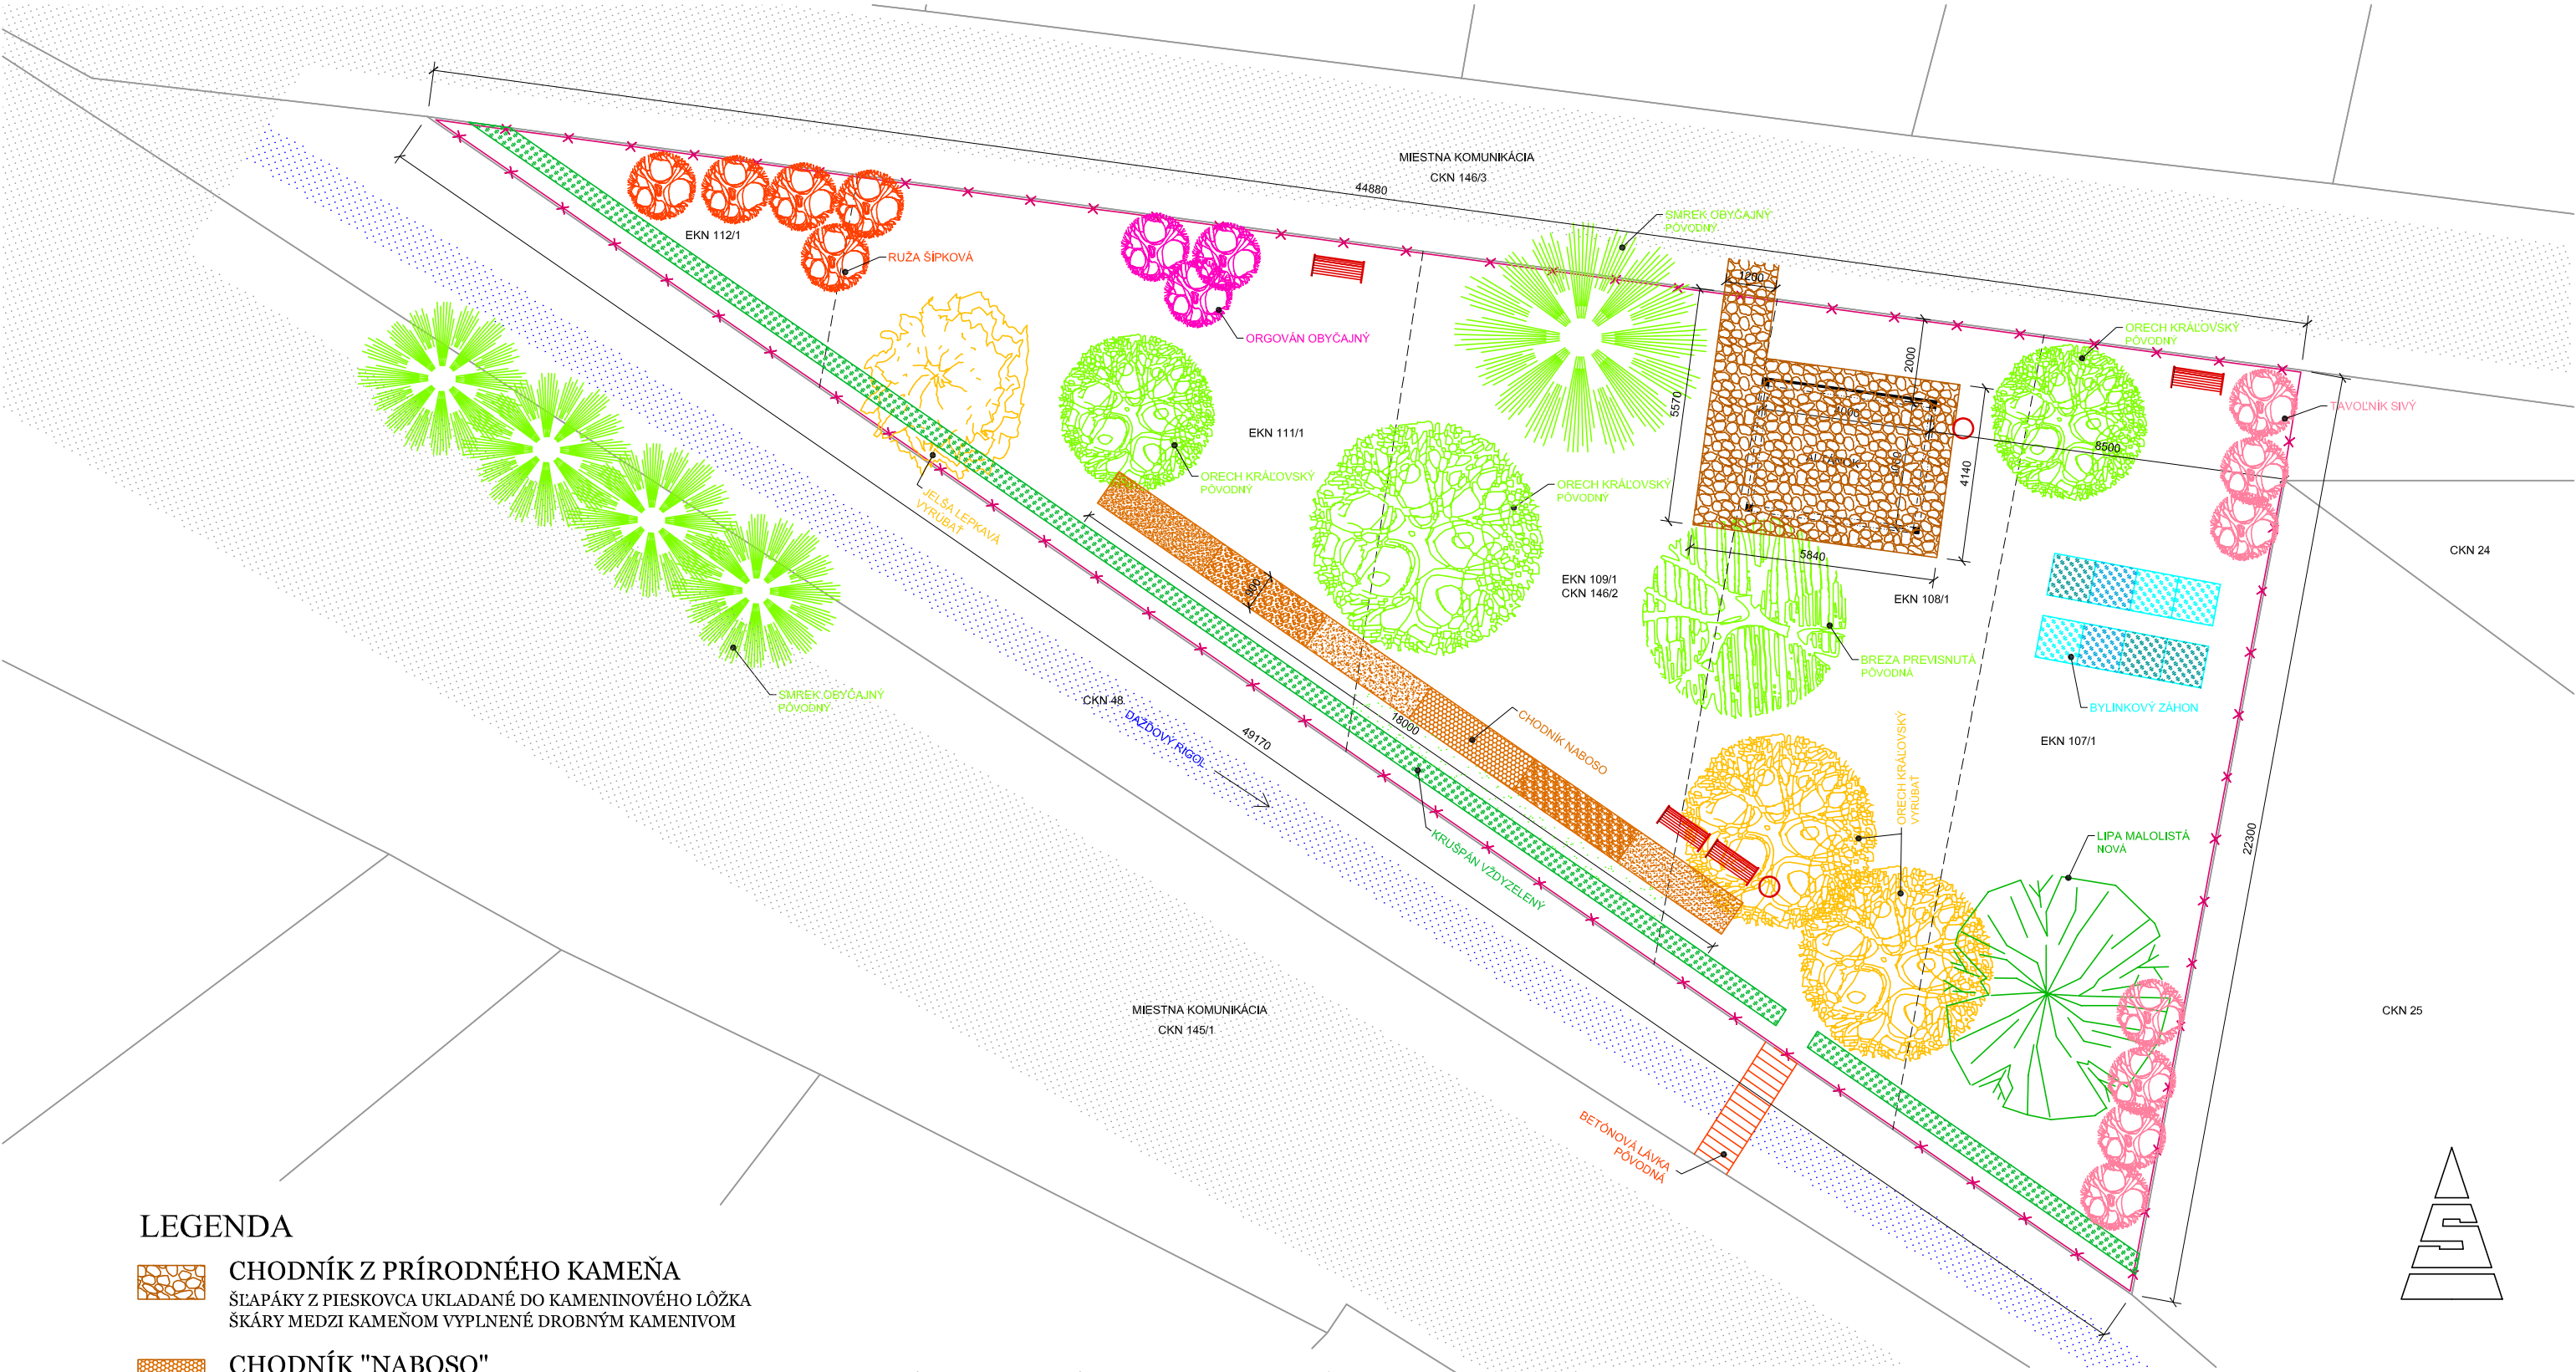 MIESTNA KOMUNIKÁCIA
CKN 146/3
44880
SMREK OBYČAJNÝ
PÔVODNÝ
EKN 112/1
RUŽA ŠÍPKOVÁ
ORGOVÁN OBYČAJNÝ
1200
ORECH KRÁĽOVSKÝ
PÔVODNÝ
2000
5570
4000
ALTÁNOK
4000
4140
8500
TAVOĽNÍK SIVÝ
EKN 111/1
ORECH KRÁĽOVSKÝ
PÔVODNÝ
ORECH KRÁĽOVSKÝ
PÔVODNÝ
JELŠA LEPKAVÁ
VYRÚBAŤ
5840
CKN 24
900
EKN 109/1
CKN 146/2
EKN 108/1
BREZA PREVISNUTÁ
PÔVODNÁ
SMREK OBYČAJNÝ
PÔVODNÝ
CKN 48
DAŽĎOVÝ RIGOL
49170
18000
CHODNÍK NABOSO
BYLINKOVÝ ZÁHON
EKN 107/1
ORECH KRÁĽOVSKÝ
VYRÚBAŤ
KRUŠPÁN VŽDYZELENÝ
LIPA MALOLISTÁ
NOVÁ
22300
MIESTNA KOMUNIKÁCIA
CKN 145/1
CKN 25
BETÓNOVÁ LÁVKA
PÔVODNÁ
S
LEGENDA
CHODNÍK Z PRÍRODNÉHO KAMEŇA
ŠĽAPÁKY Z PIESKOVCA UKLADANÉ DO KAMENINOVÉHO LÔŽKA
ŠKÁRY MEDZI KAMEŇOM VYPLNENÉ DROBNÝM KAMENIVOM
CHODNÍK "NABOSO"